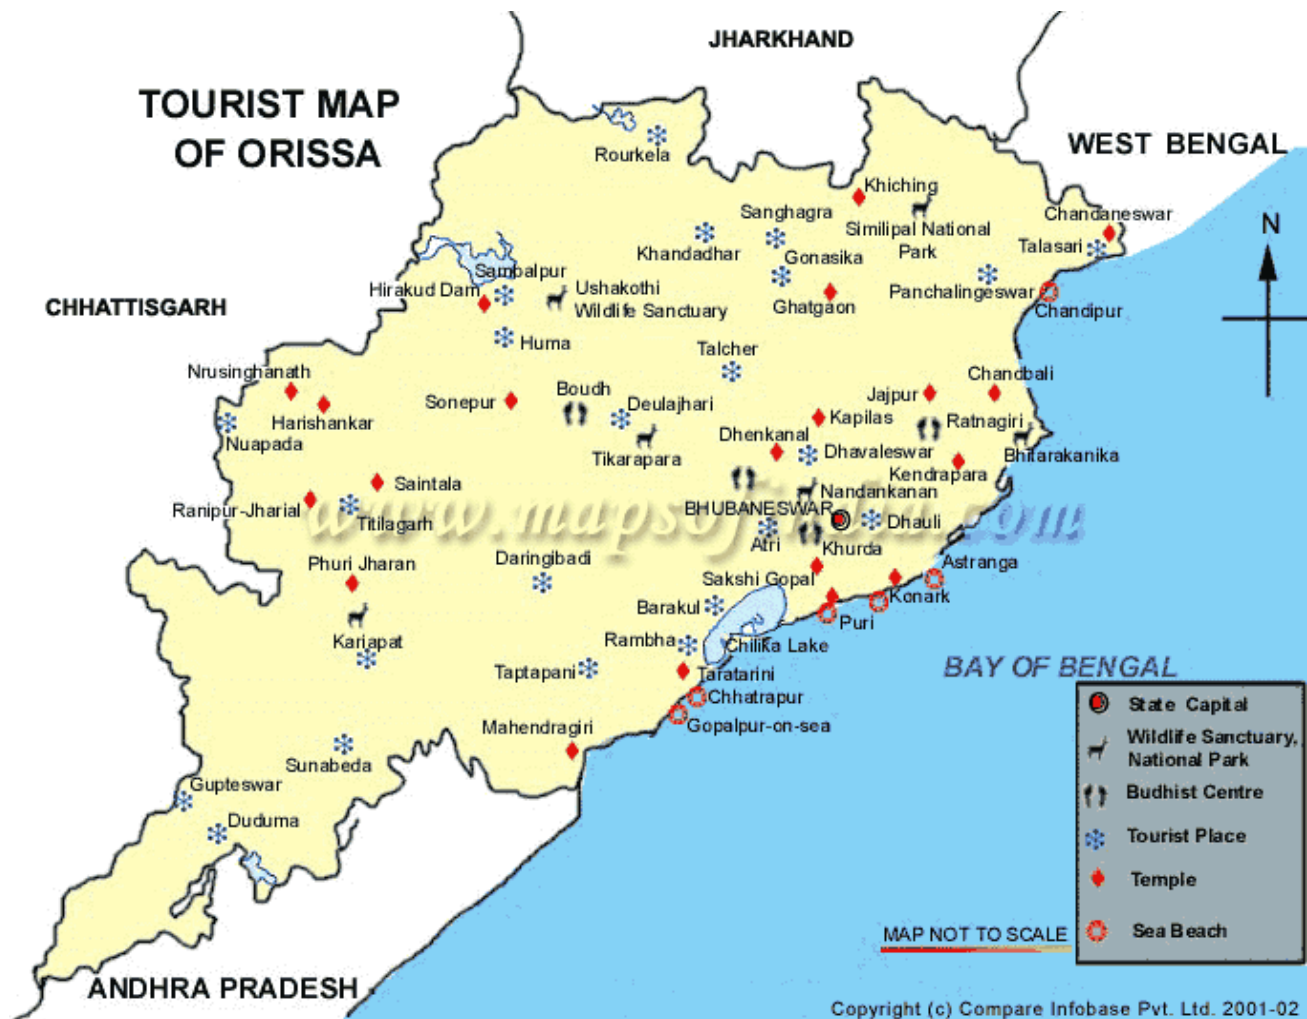 JHARKHAND
TOURIST MAP
OF ORISSA
WEST BENGAL
Rourkela
Khiching
Sanghagra
Chandaneswar
N
Similipal National
Park
Khandadhar
Talasari
Gonasika
Sambalpur
Hirakud Dam
Ushakothi
Wildlife Sanctuary
Ghatgaon
Panchalingeswar
Chandipur
CHHATTISGARH
Huma
Talcher
Nrusinghanath
Chandbali
Boudh
Jajpur
Sonepur
Deulajhari
Kapilas
Ratnagiri
Harishankar
Nuapada
Dhenkanal
Dhavaleswar
Bhitarakanika
Tikarapara
Kendrapara
Saintala
Nandankanan
Ranipur-Jharial
www.mapsofindia.com
BHUBANESWAR
Titilagarh
Dhauli
Atri
Khurda
Daringibadi
Phuri Jharan
Astranga
Sakshi Gopal
Konark
Barakul
Puri
Kariapat
Rambha
Chilika Lake
Taptapani
Taratarini
BAY OF BENGAL
Chhatrapur
Gopalpur-on-sea
Mahendragiri
Sunabeda
Gupteswar
Duduma
State Capital
Wildlife Sanctuary,
National Park
Budhist Centre
Tourist Place
Temple
Sea Beach
MAP NOT TO SCALE
ANDHRA PRADESH
Copyright (c) Compare Infobase Pvt. Ltd. 2001-02